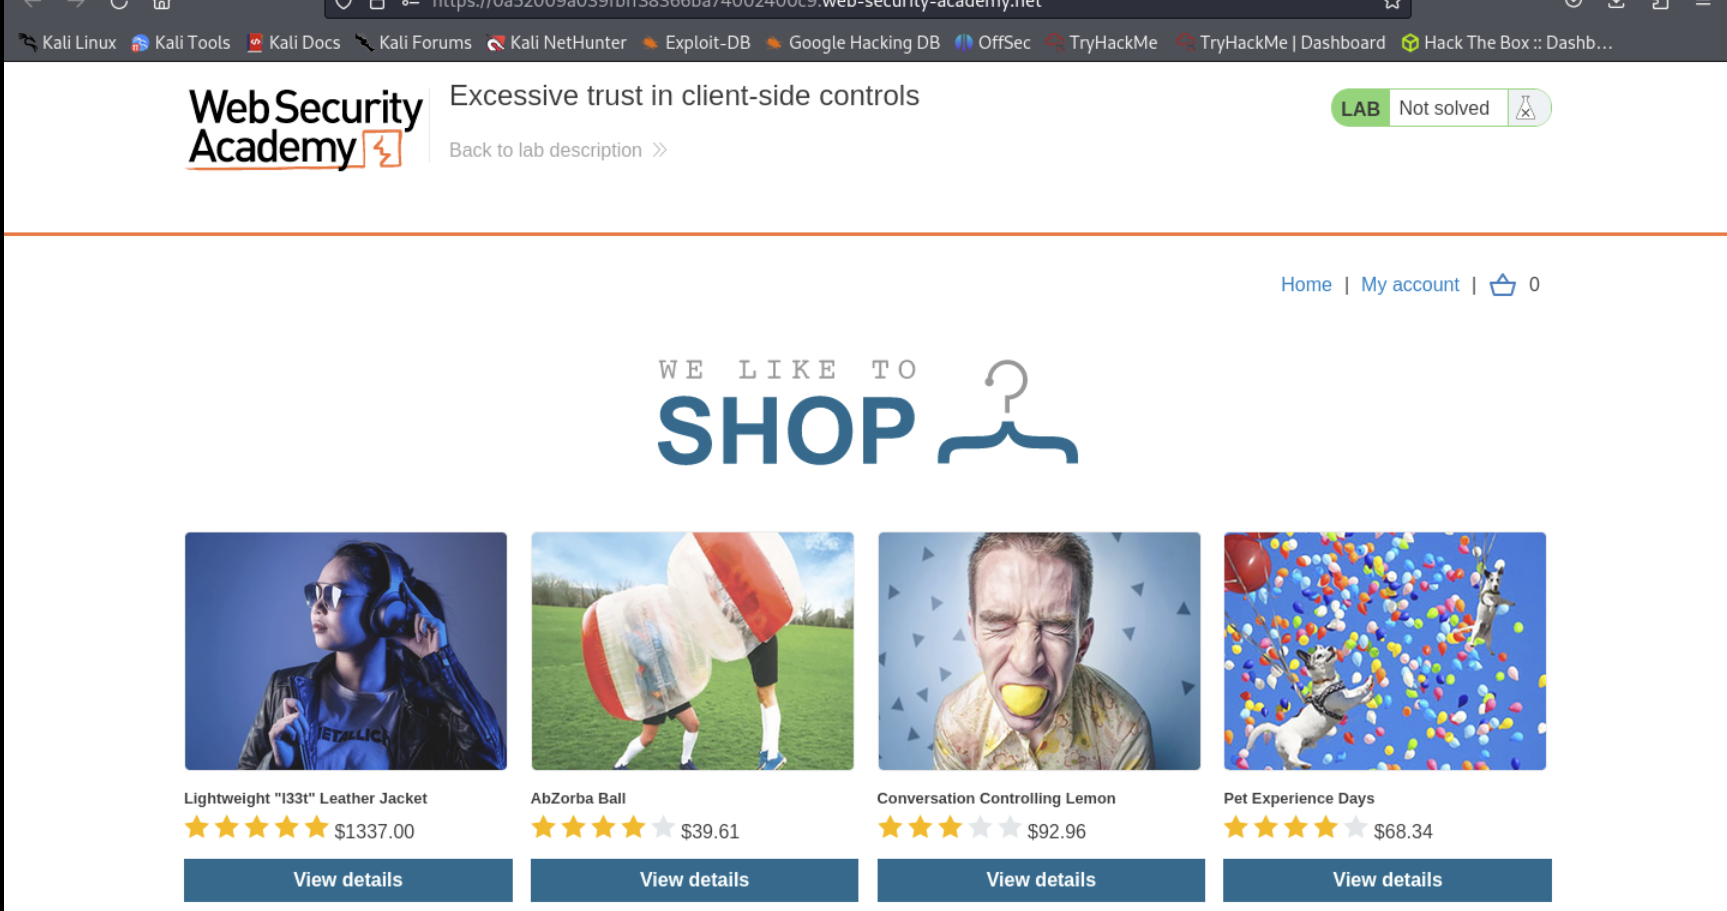 web-security-academy.net
Kali Linux Kali Tools Kali Docs Kali Forums Kali NetHunter Exploit-DB Google Hacking DB OffSec TryHackMe TryHackMe | Dashboard Hack The Box :: Dashb…
Web Security
Academy
Excessive trust in client-side controls
Back to lab description
LAB Not solved
Home | My account | 0
WE LIKE TO
SHOP
Lightweight "l33t" Leather Jacket
$1337.00
View details
AbZorba Ball
$39.61
View details
Conversation Controlling Lemon
$92.96
View details
Pet Experience Days
$68.34
View details